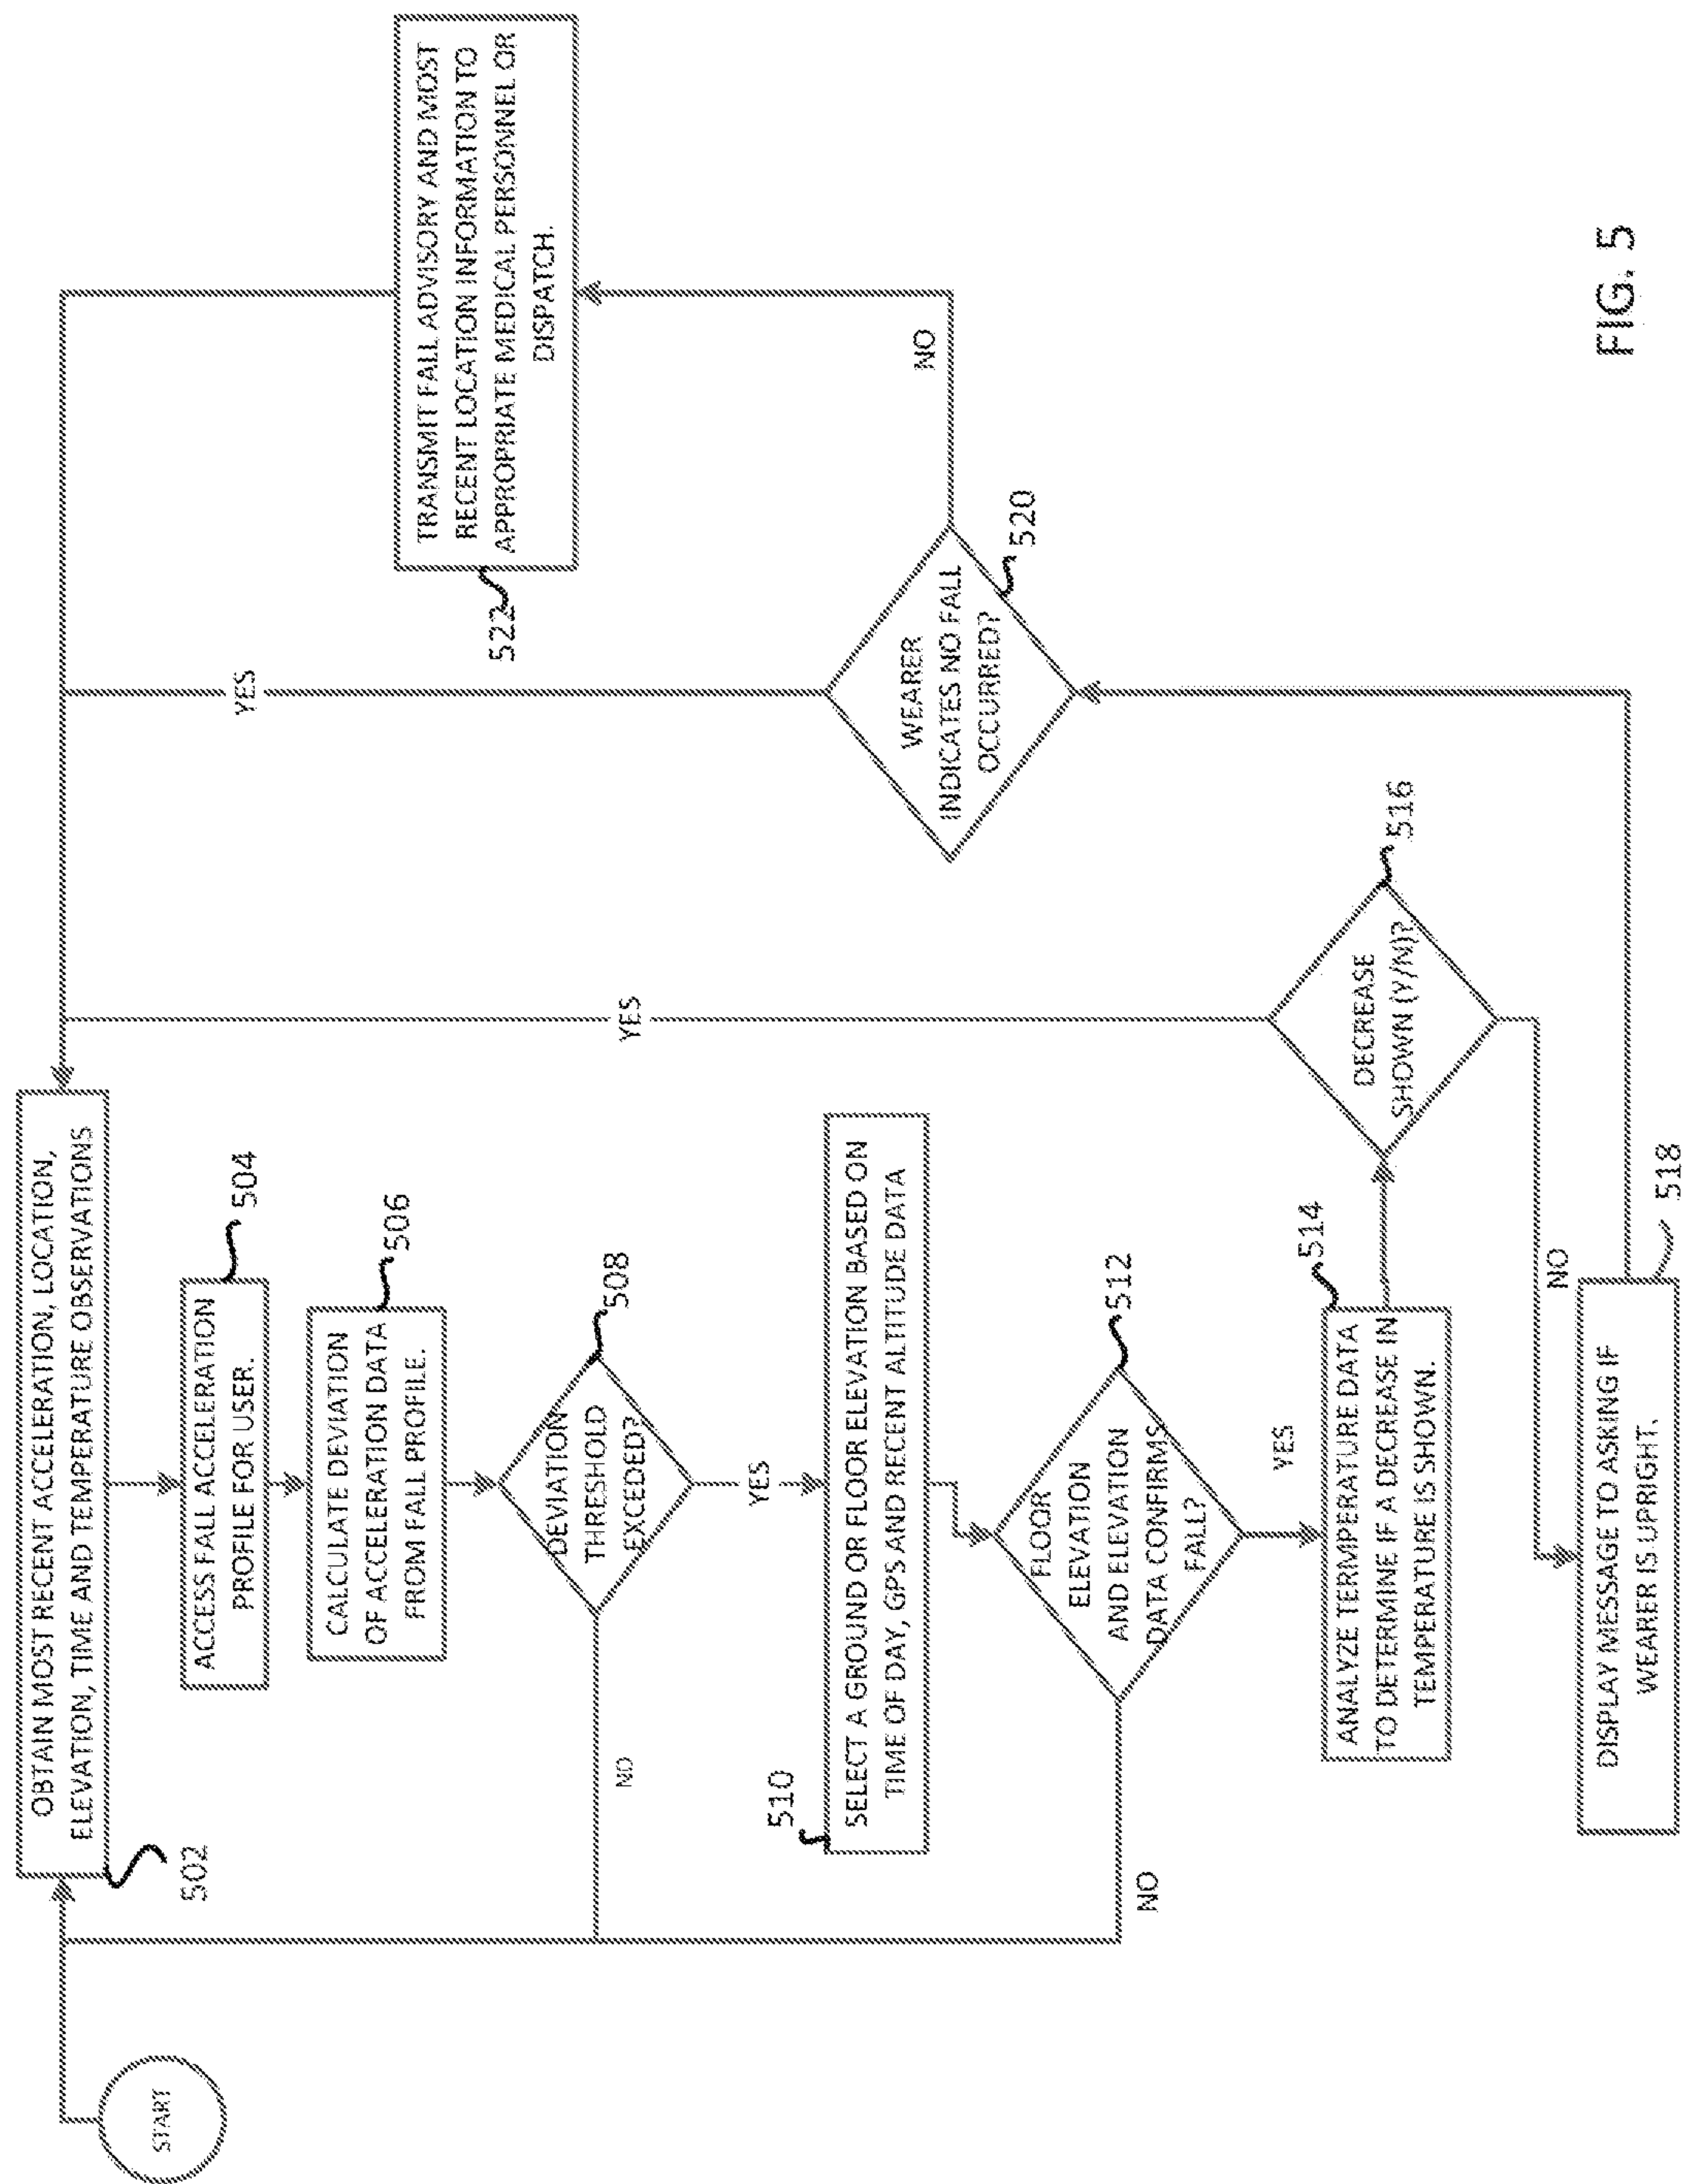 START
OBTAIN MOST RECENT ACCELERATION, LOCATION,
ELEVATION, TIME AND TEMPERATURE OBSERVATIONS
502
ACCESS FALL ACCELERATION
PROFILE FOR USER.
504
CALCULATE DEVIATION
OF ACCELERATION DATA
FROM FALL PROFILE.
506
DEVIATION
THRESHOLD
EXCEDED?
508
NO
YES
510
SELECT A GROUND OR FLOOR ELEVATION BASED ON
TIME OF DAY, GPS AND RECENT ALTITUDE DATA
FLOOR
ELEVATION
AND ELEVATION
DATA CONFIRMS
FALL?
512
NO
YES
514
ANALYZE TERMPERATURE DATA
TO DETERMINE IF A DECREASE IN
TEMPERATURE IS SHOWN.
DECREASE
SHOWN (Y/N)?
516
YES
NO
DISPLAY MESSAGE TO ASKING IF
WEARER IS UPRIGHT.
518
WEARER
INDICATES NO FALL
OCCURRED?
520
YES
NO
TRANSMIT FALL ADVISORY AND MOST
RECENT LOCATION INFORMATION TO
APPROPRIATE MEDICAL PERSONNEL OR
DISPATCH.
522
FIG. 5